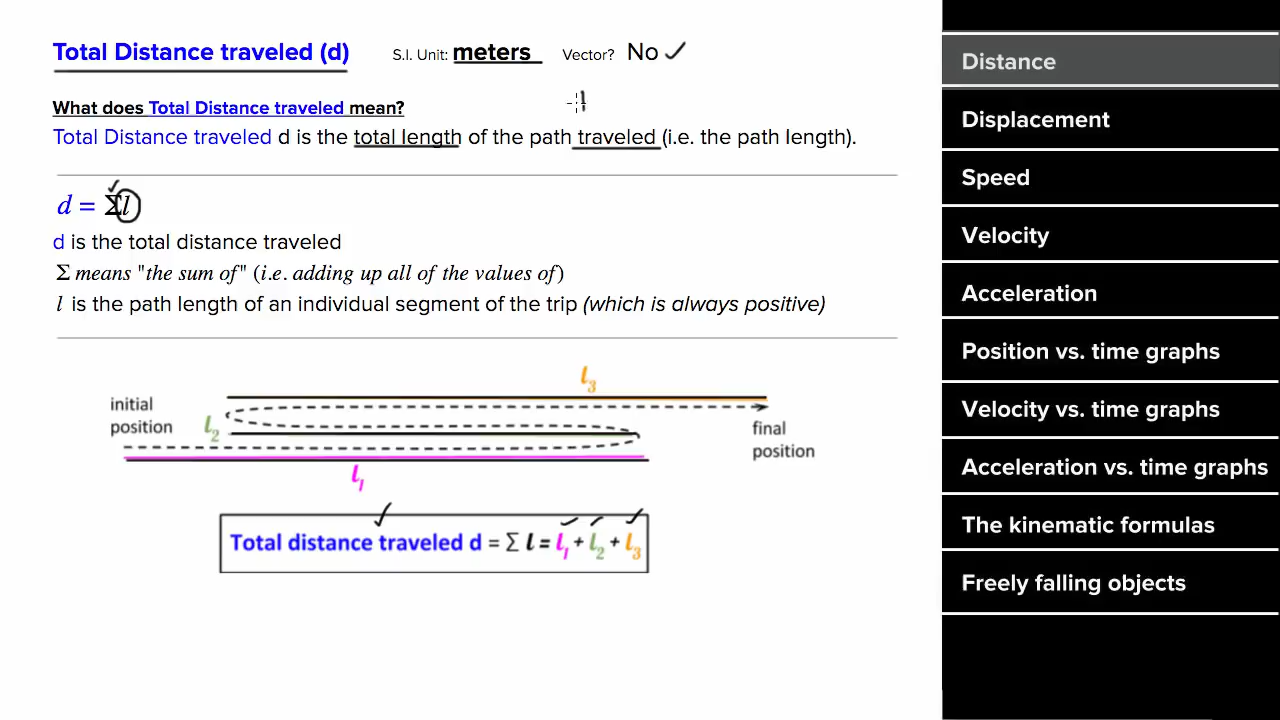 Total Distance traveled (d) S.I. Unit: meters Vector? No
What does Total Distance traveled mean?
Total Distance traveled d is the total length of the path traveled (i.e. the path length).
d = Σl
d is the total distance traveled
Σ means "the sum of" (i.e. adding up all of the values of)
l is the path length of an individual segment of the trip (which is always positive)
l3
initial
position
l2
final
position
l1
Total distance traveled d = Σ l = l1 + l2 + l3
Distance
Displacement
Speed
Velocity
Acceleration
Position vs. time graphs
Velocity vs. time graphs
Acceleration vs. time graphs
The kinematic formulas
Freely falling objects